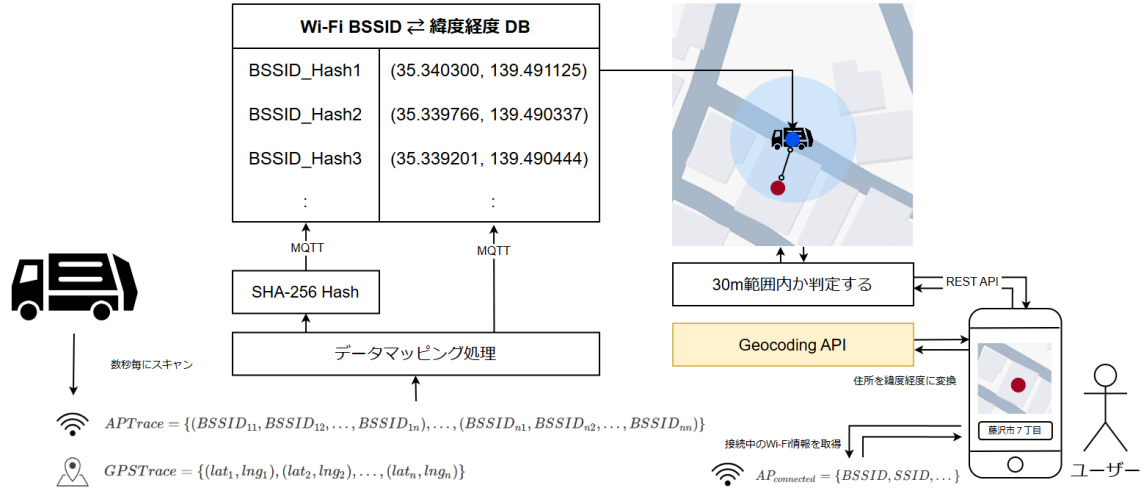 Wi-Fi BSSID ⇄ 緯度経度 DB
BSSID_Hash1 (35.340300, 139.491125)
BSSID_Hash2 (35.339766, 139.490337)
BSSID_Hash3 (35.339201, 139.490444)
: :
MQTT MQTT
SHA-256 Hash
データマッピング処理
数秒毎にスキャン
APTrace = {(BSSID11, BSSID12, . . . , BSSID1n), . . . , (BSSIDn1, BSSIDn2, . . . , BSSIDnn)}
GPSTrace = {(lat1, lng1), (lat2, lng2), . . . , (latn, lngn)}
30m範囲内か判定する
REST API
Geocoding API
住所を緯度経度に変換
藤沢市７丁目
接続中のWi-Fi情報を取得
APconnected = {BSSID, SSID, . . . }
ユーザー